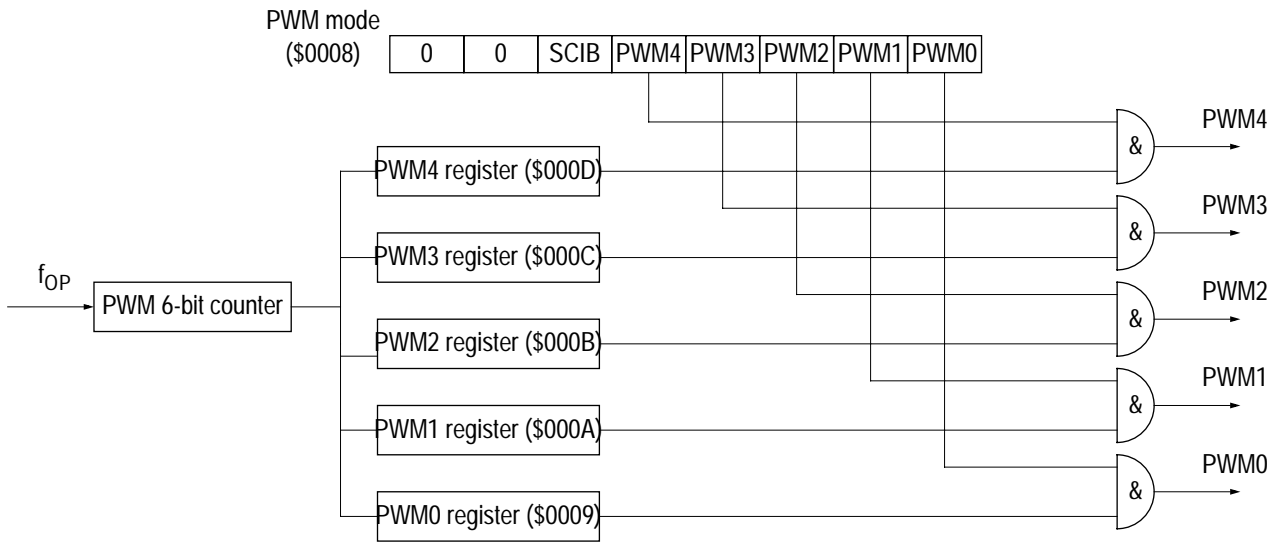 PWM mode
($0008)
0 0 SCIB PWM4 PWM3 PWM2 PWM1 PWM0
PWM4
&
PWM4 register ($000D)
PWM3
&
PWM3 register ($000C)
fOP
PWM 6-bit counter
PWM2
&
PWM2 register ($000B)
PWM1
&
PWM1 register ($000A)
PWM0
&
PWM0 register ($0009)